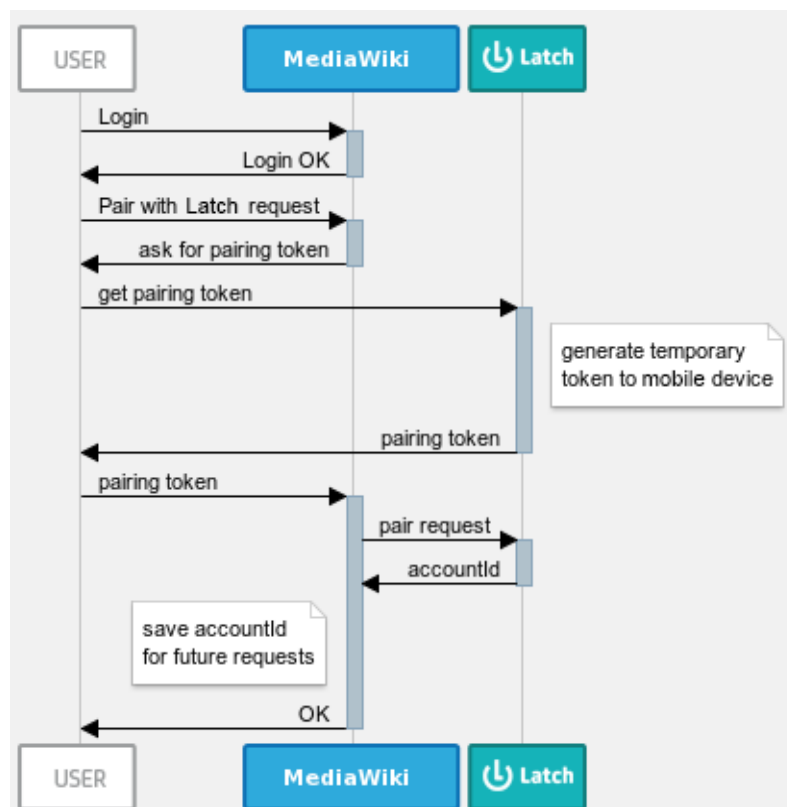 USER
MediaWiki
Latch
Login
Login OK
Pair with Latch request
ask for pairing token
get pairing token
generate temporary
token to mobile device
pairing token
pairing token
pair request
accountId
save accountId
for future requests
OK
USER
MediaWiki
Latch